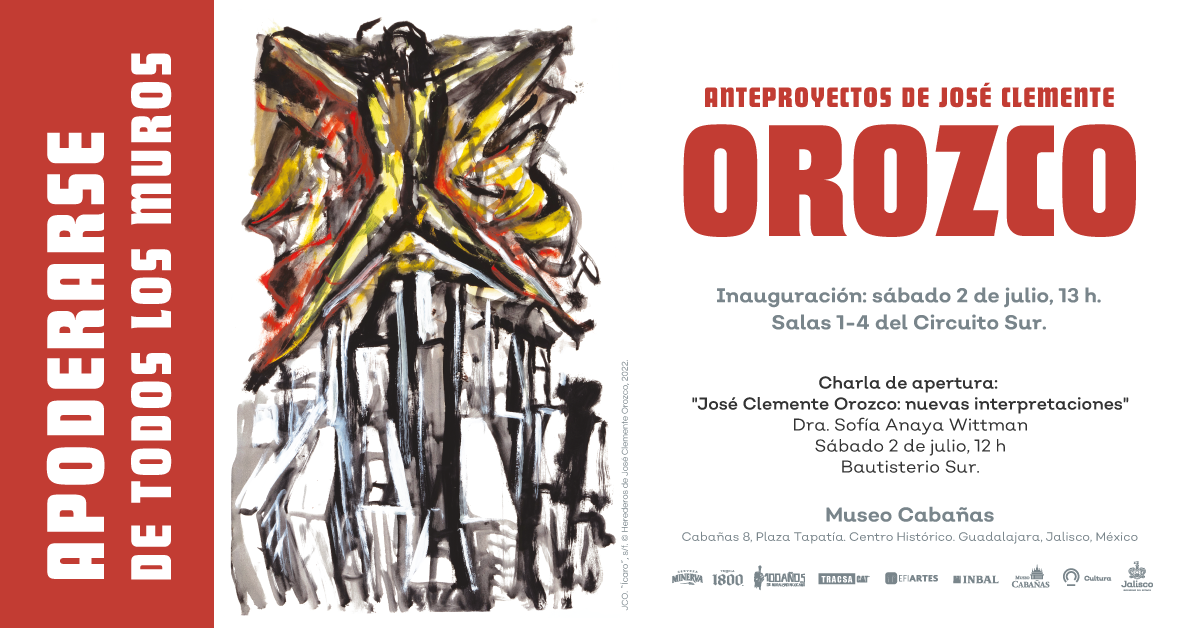 APODERARSE
DE TODOS LOS MUROS
JCO. "Icaro", s/f. © Herederos de José Clemente Orozco, 2022.
ANTEPROYECTOS DE JOSÉ CLEMENTE
OROZCO
Inauguración: sábado 2 de julio, 13 h.
Salas 1-4 del Circuito Sur.
Charla de apertura:
"José Clemente Orozco: nuevas interpretaciones"
Dra. Sofía Anaya Wittman
Sábado 2 de julio, 12 h
Bautisterio Sur.
Museo Cabañas
Cabañas 8, Plaza Tapatía. Centro Histórico. Guadalajara, Jalisco, México
MINERVA
1800
100AÑOS
TRACSA CAT
EFIARTES
INBAL
MUSEO CABAÑAS
Cultura
Jalisco